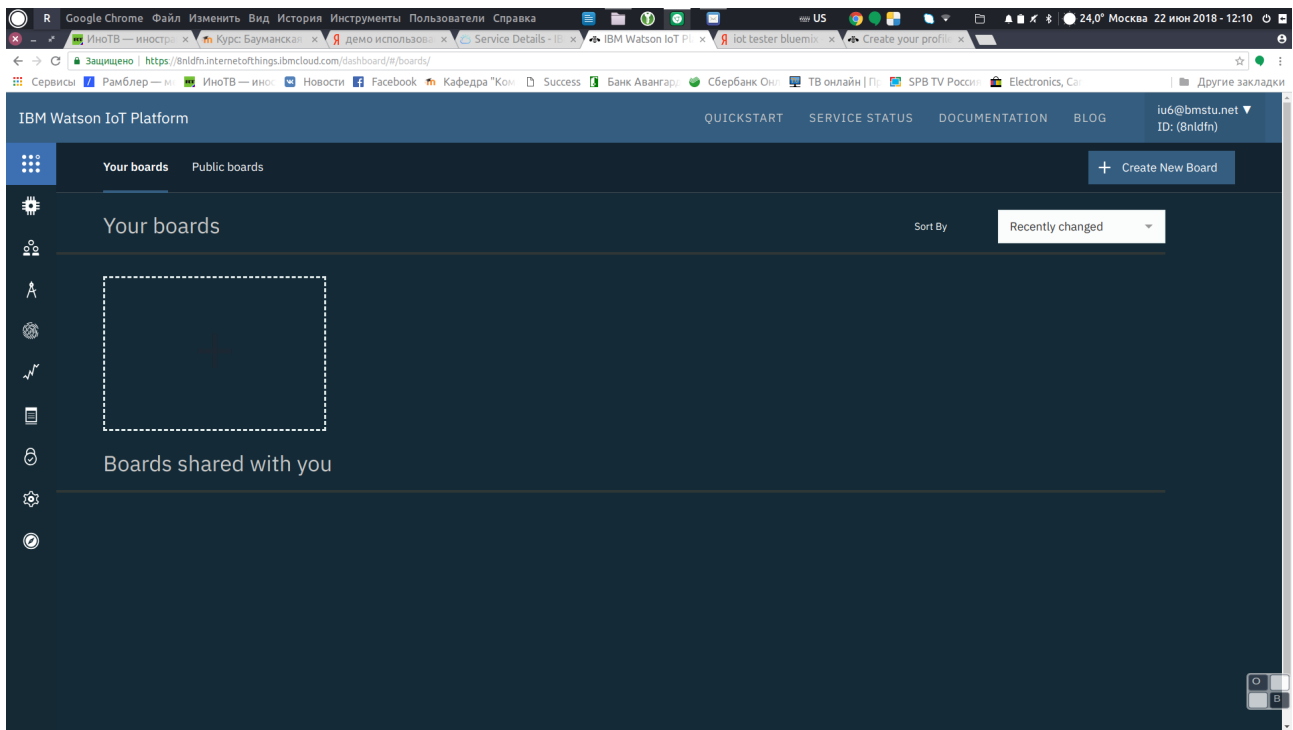 R Google Chrome Файл Изменить Вид История Инструменты Пользователи Справка US 24,0° Москва 22 июн 2018 - 12:10
ИноТВ — иностра Курс: Бауманская Я демо использова Service Details - IB IBM Watson IoT Pl Я iot tester bluemix Create your profile
Защищено | https://8nldfn.internetofthings.ibmcloud.com/dashboard/#/boards/
Сервисы Рамблер — ме ИноТВ — инос Новости Facebook Кафедра "Ком Success Банк Авангард: Сбербанк Онл ТВ онлайн | Пр SPB TV Россия Electronics, Ca Другие закладки
IBM Watson IoT Platform QUICKSTART SERVICE STATUS DOCUMENTATION BLOG iu6@bmstu.net ▼
ID: (8nldfn)
Your boards Public boards + Create New Board
Your boards Sort By Recently changed
Boards shared with you
O
B